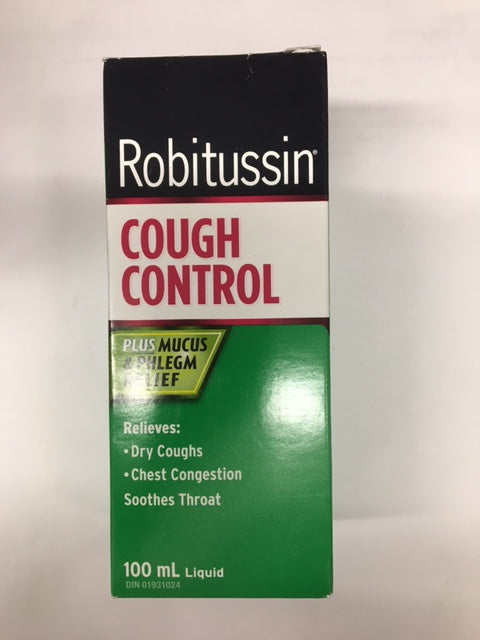 Robitussin®
COUGH
CONTROL
PLUS MUCUS
& PHLEGM
RELIEF
Relieves:
•Dry Coughs
•Chest Congestion
Soothes Throat
100 mL Liquid
DIN 01931024